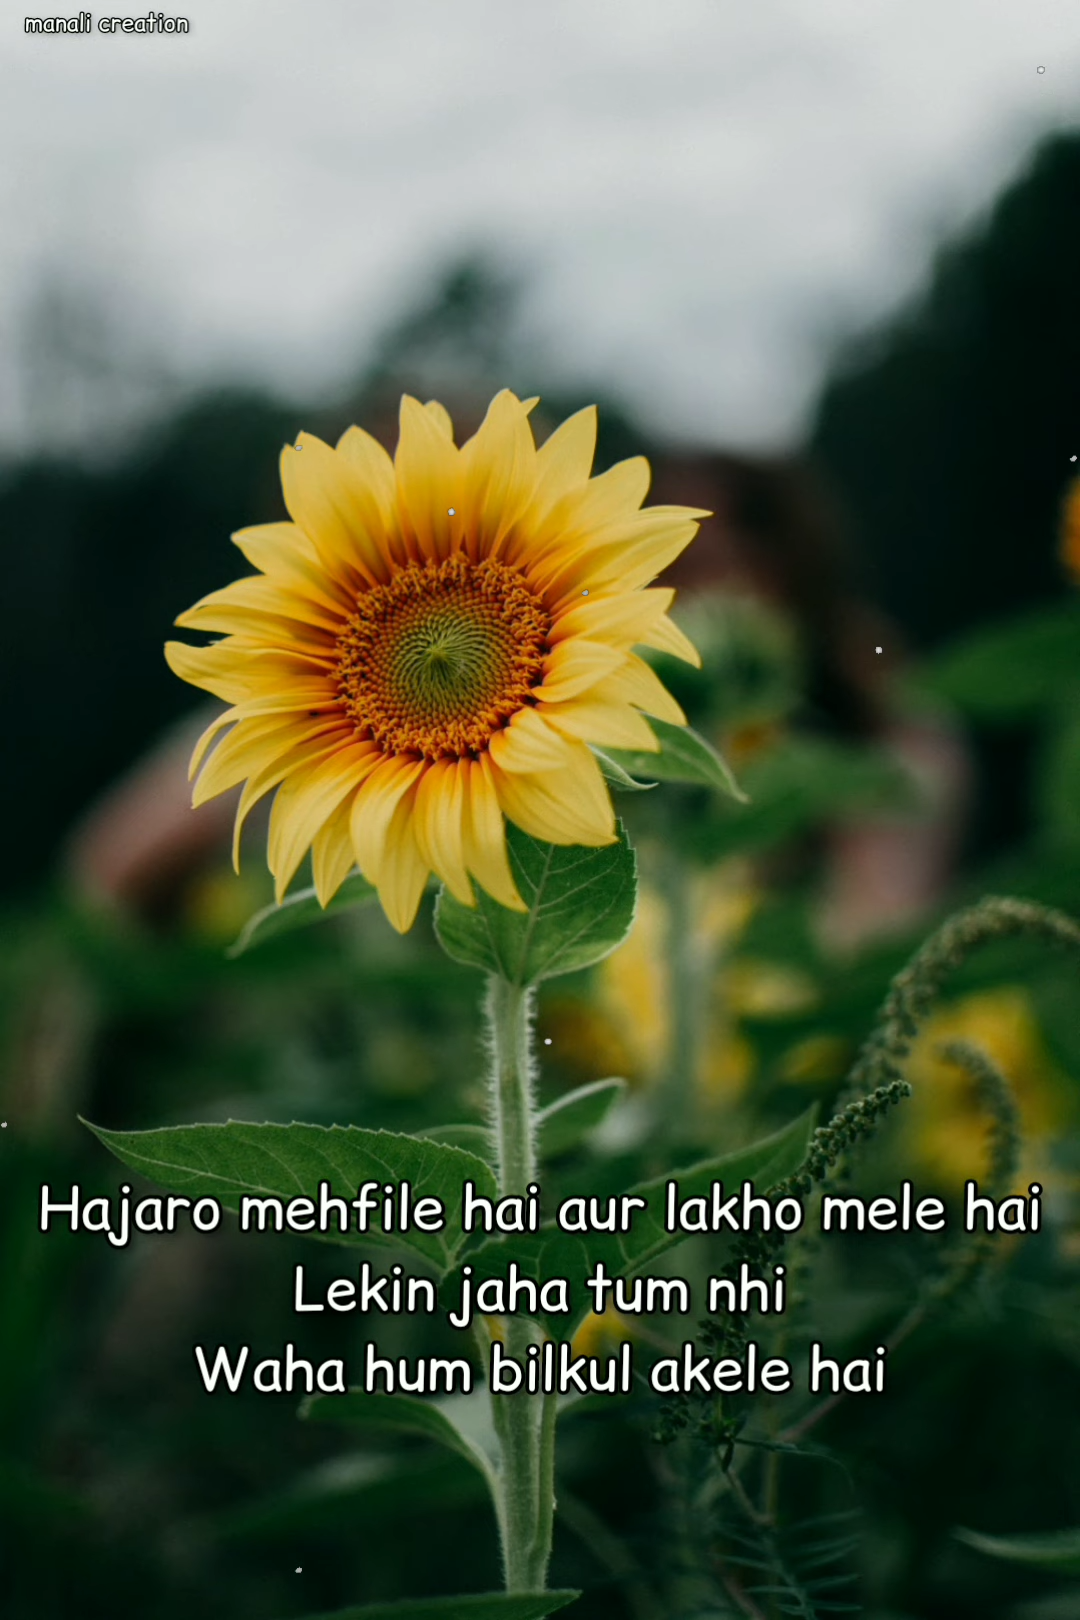 manali creation
Hajaro mehfile hai aur lakho mele hai
Lekin jaha tum nhi
Waha hum bilkul akele hai